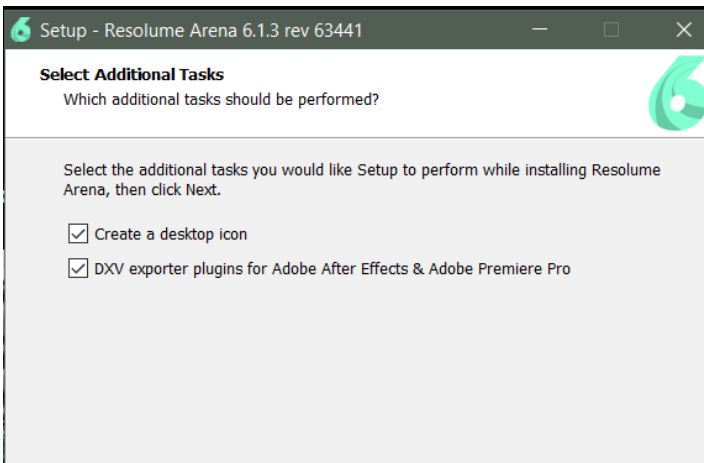 Setup - Resolume Arena 6.1.3 rev 63441
Select Additional Tasks
Which additional tasks should be performed?
Select the additional tasks you would like Setup to perform while installing Resolume
Arena, then click Next.
Create a desktop icon
DXV exporter plugins for Adobe After Effects & Adobe Premiere Pro